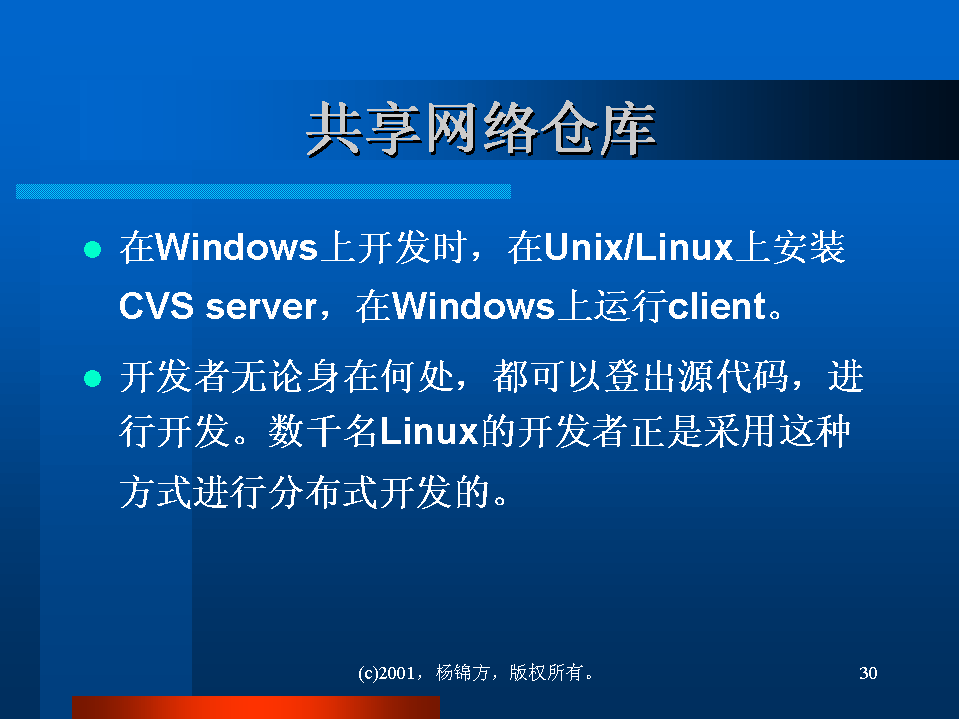 共享网络仓库
在Windows上开发时，在Unix/Linux上安装
CVS server，在Windows上运行client。
开发者无论身在何处，都可以登出源代码，进
行开发。数千名Linux的开发者正是采用这种
方式进行分布式开发的。
(c)2001，杨锦方，版权所有。
30